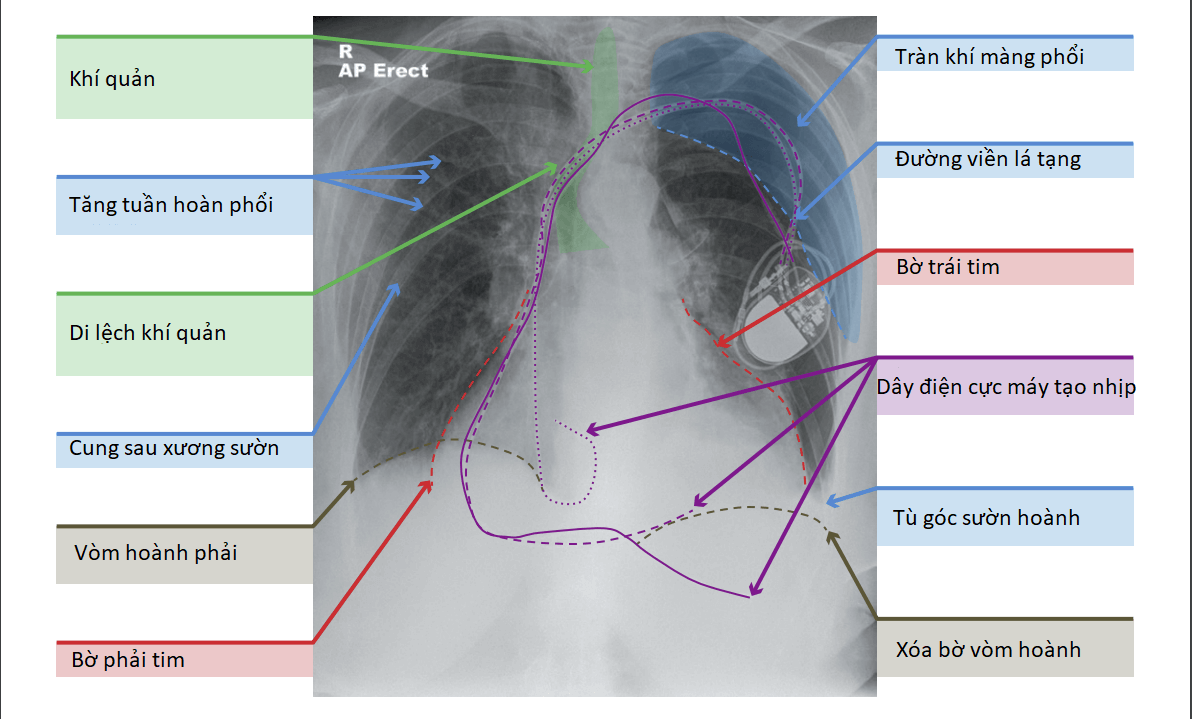 R
AP Erect
Khí quản
Tăng tuần hoàn phổi
Di lệch khí quản
Cung sau xương sườn
Vòm hoành phải
Bờ phải tim
Tràn khí màng phổi
Đường viền lá tạng
Bờ trái tim
Dây điện cực máy tạo nhịp
Tù góc sườn hoành
Xóa bờ vòm hoành